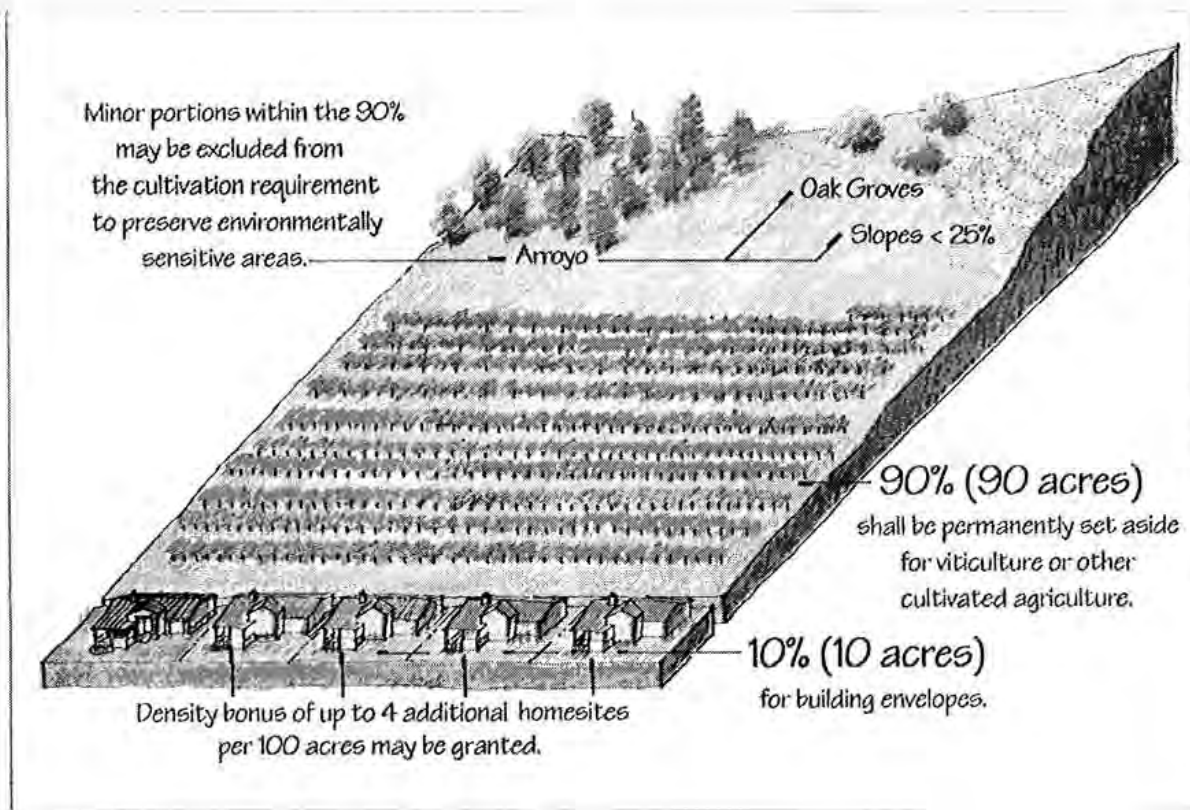 Minor portions within the 90%
may be excluded from
the cultivation requirement
to preserve environmentally
sensitive areas.
Arroyo
Oak Groves
Slopes < 25%
90% (90 acres)
shall be permanently set aside
for viticulture or other
cultivated agriculture.
10% (10 acres)
for building envelopes.
Density bonus of up to 4 additional homesites
per 100 acres may be granted.